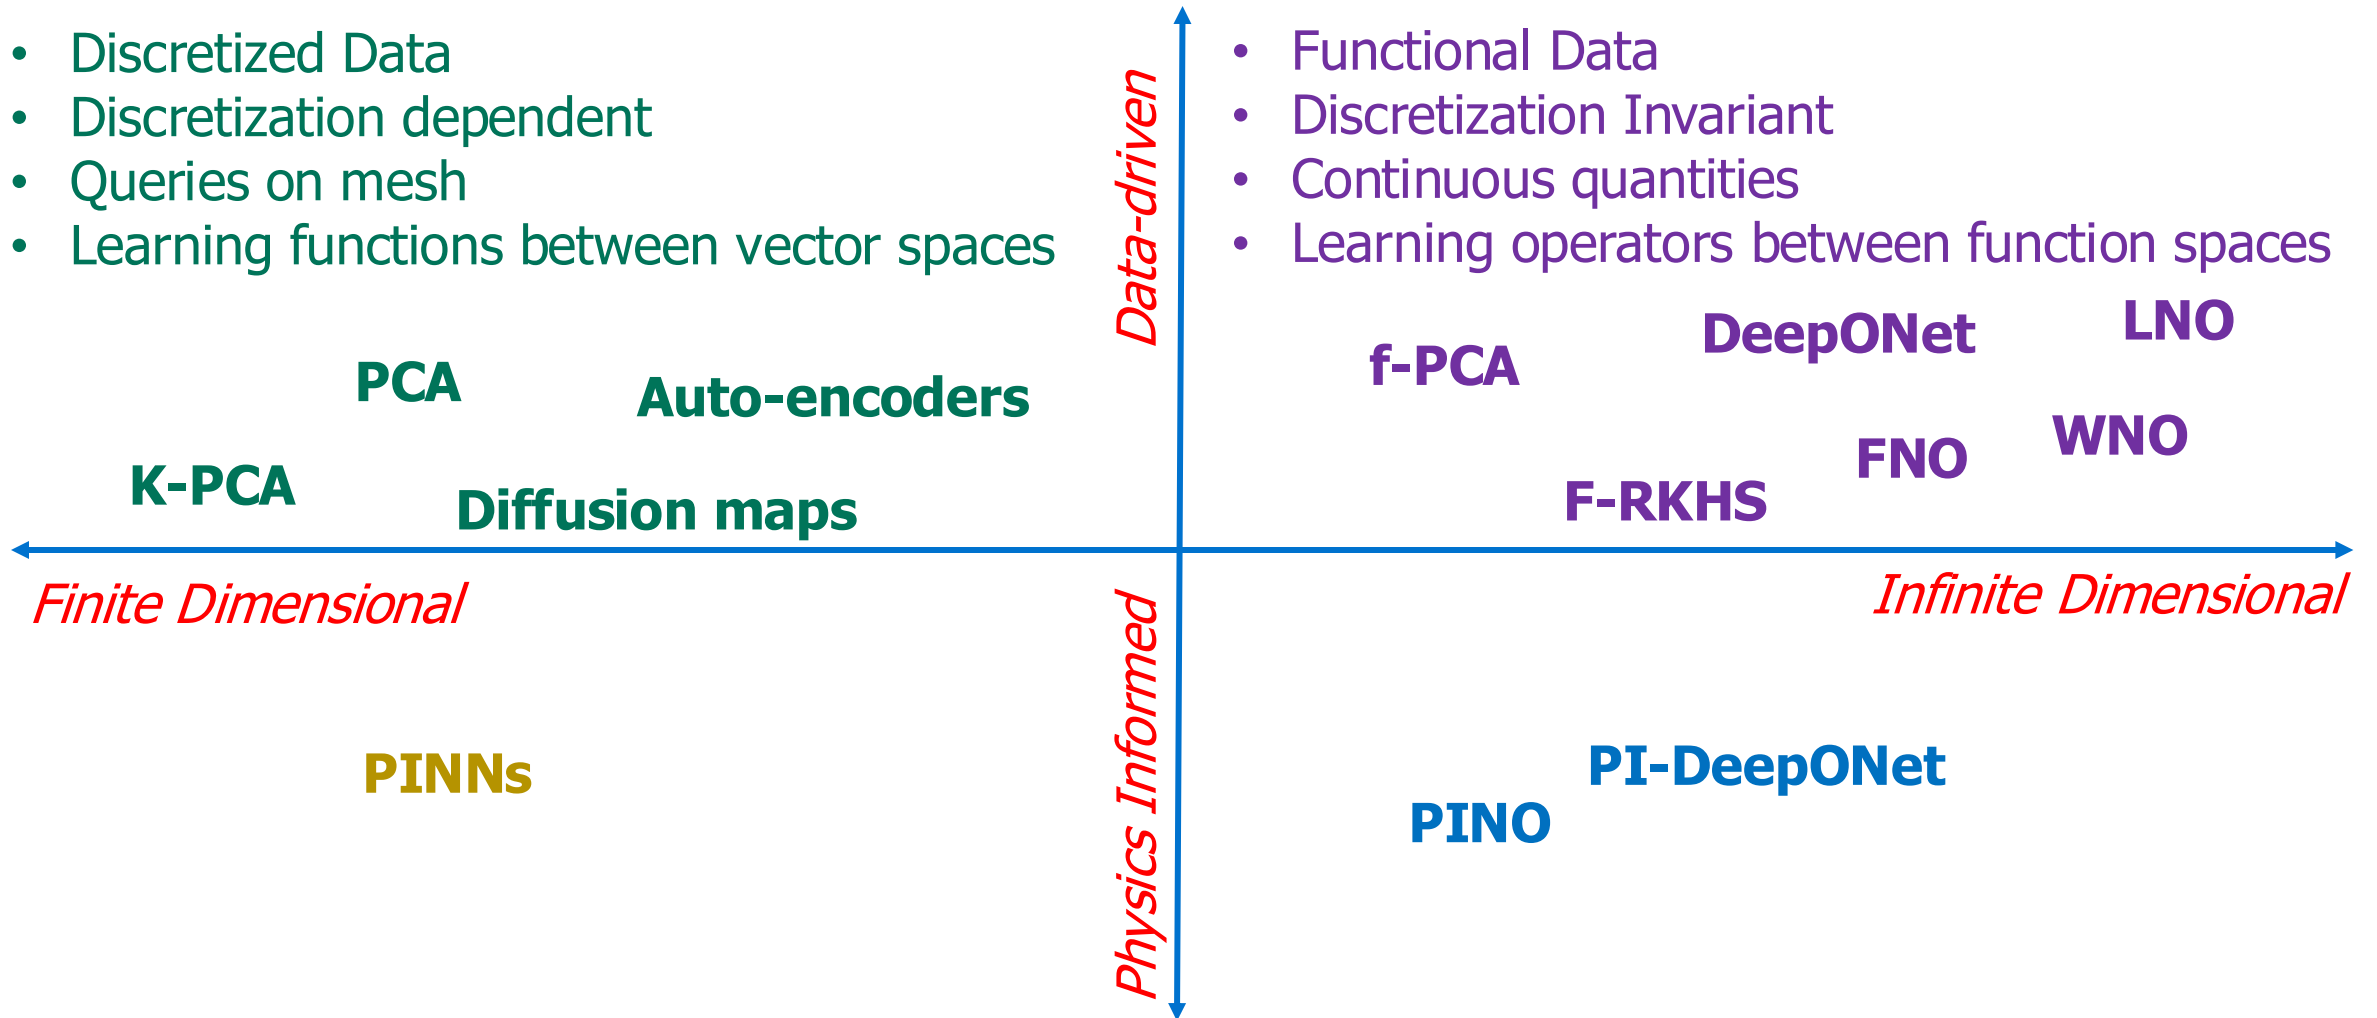 • Discretized Data
• Discretization dependent
• Queries on mesh
• Learning functions between vector spaces
• Functional Data
• Discretization Invariant
• Continuous quantities
• Learning operators between function spaces
Data-driven
PCA
Auto-encoders
K-PCA
Diffusion maps
f-PCA
DeepONet
LNO
FNO
WNO
F-RKHS
Finite Dimensional
Infinite Dimensional
Physics Informed
PINNs
PI-DeepONet
PINO